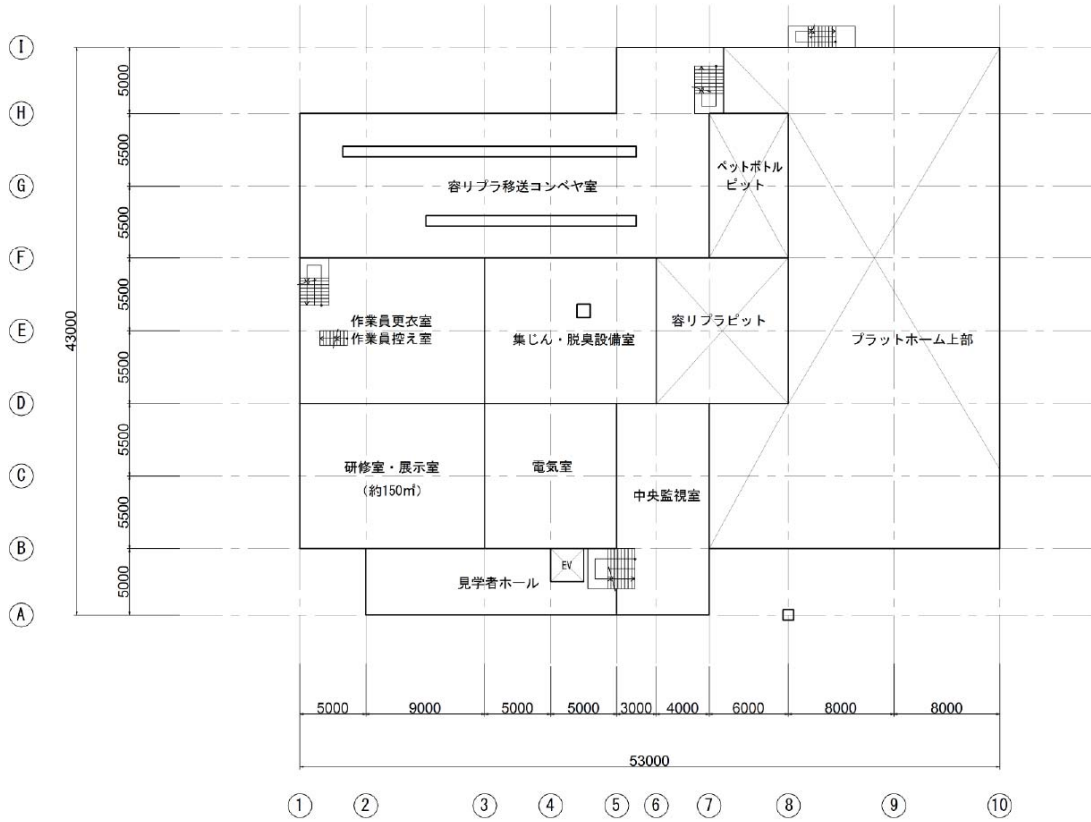 I
H
G
F
E
D
C
B
A
5000
5500
5500
5500
5500
5500
5500
5000
43000
ペットボトル
ピット
容リプラ移送コンベヤ室
作業員更衣室
作業員控え室
集じん・脱臭設備室
容リプラピット
プラットホーム上部
研修室・展示室
（約150㎡）
電気室
中央監視室
EV
見学者ホール
5000 9000 5000 5000 3000 4000 6000 8000 8000
53000
1 2 3 4 5 6 7 8 9 10